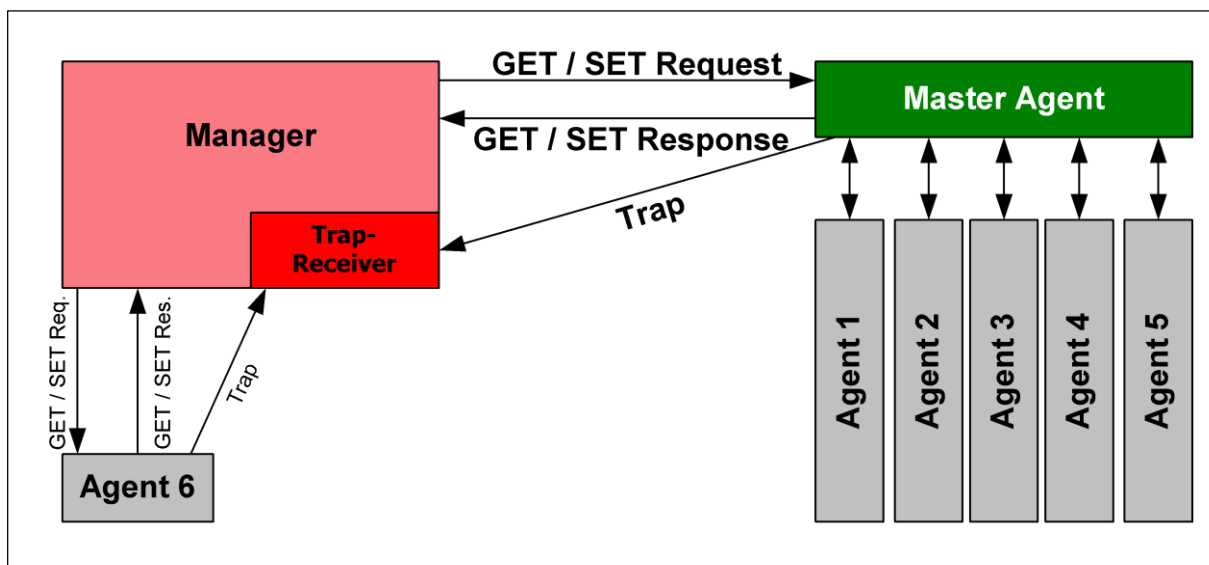 GET / SET Request
Master Agent
Manager
GET / SET Response
Trap
Trap-
Receiver
GET / SET Req.
GET / SET Res.
Trap
Agent 1
Agent 2
Agent 3
Agent 4
Agent 5
Agent 6